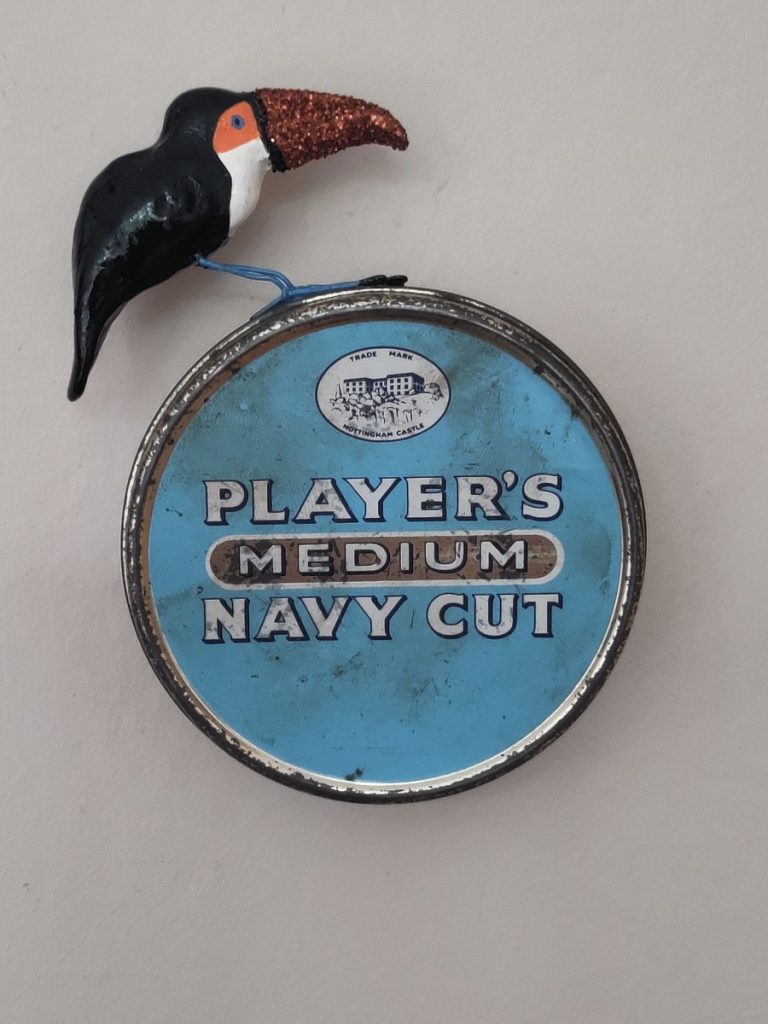 TRADE MARK
NOTTINGHAM CASTLE
PLAYER'S
MEDIUM
NAVY CUT